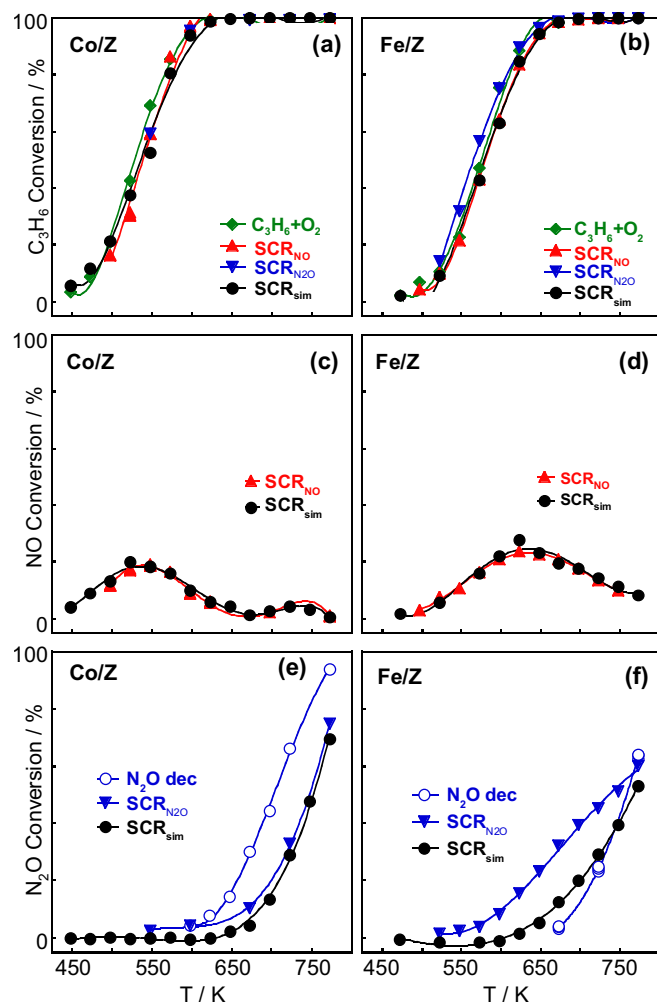 100
Co/Z
(a)
C3H6 Conversion / %
0
C3H6+O2
SCRNO
SCRN2O
SCRsim
Fe/Z
(b)
C3H6+O2
SCRNO
SCRN2O
SCRsim
100
Co/Z
(c)
NO Conversion / %
0
SCRNO
SCRsim
Fe/Z
(d)
SCRNO
SCRsim
100
Co/Z
(e)
N2O Conversion / %
0
N2O dec
SCRN2O
SCRsim
450 550 650 750
T / K
Fe/Z
(f)
N2O dec
SCRN2O
SCRsim
450 550 650 750
T / K